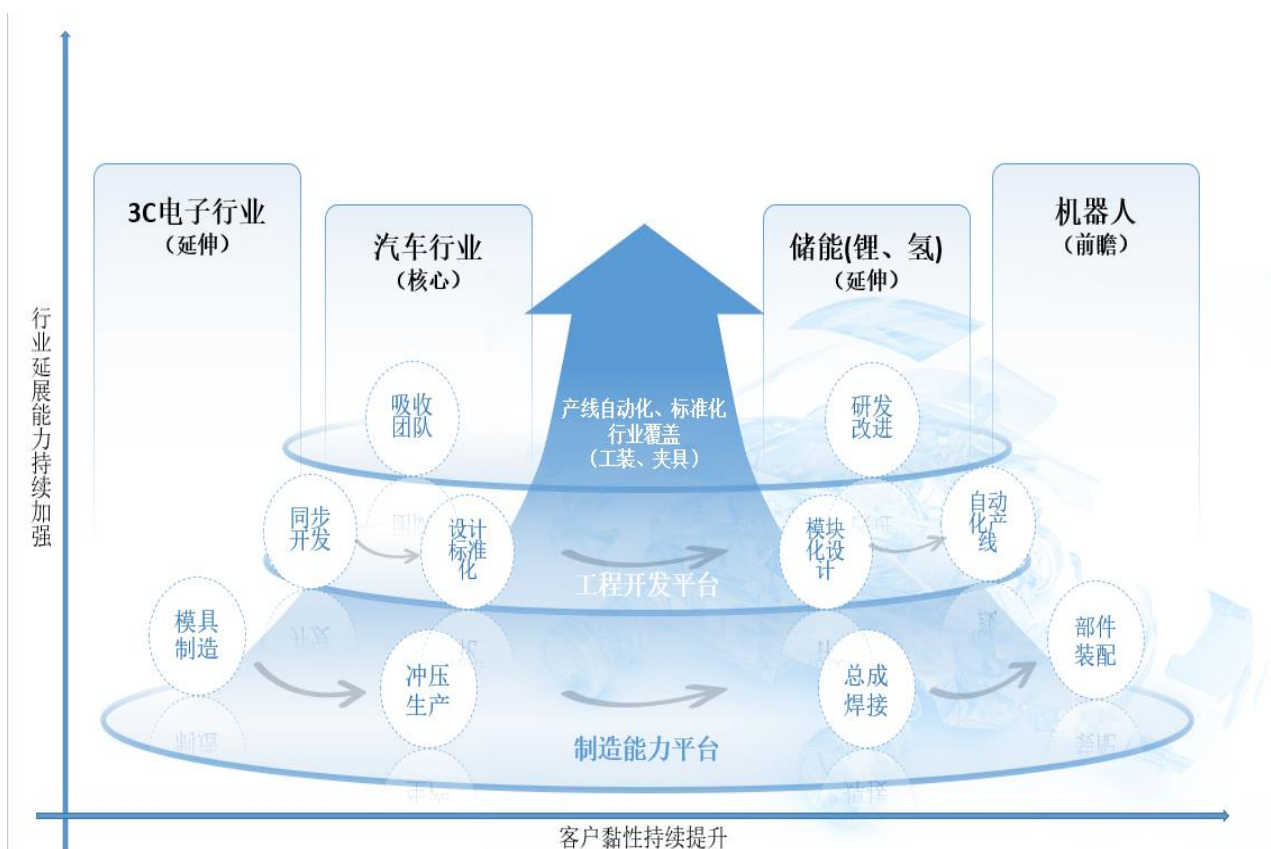 3C电子行业
（延伸）
汽车行业
（核心）
储能(锂、氢)
（延伸）
机器人
（前瞻）
行业延展能力持续加强
吸收
团队
产线自动化、标准化
行业覆盖
（工装、夹具）
研发
改进
同步
开发
设计
标准
化
模块
化设
计
自动
化产
线
工程开发平台
模具
制造
冲压
生产
总成
焊接
部件
装配
制造能力平台
客户黏性持续提升